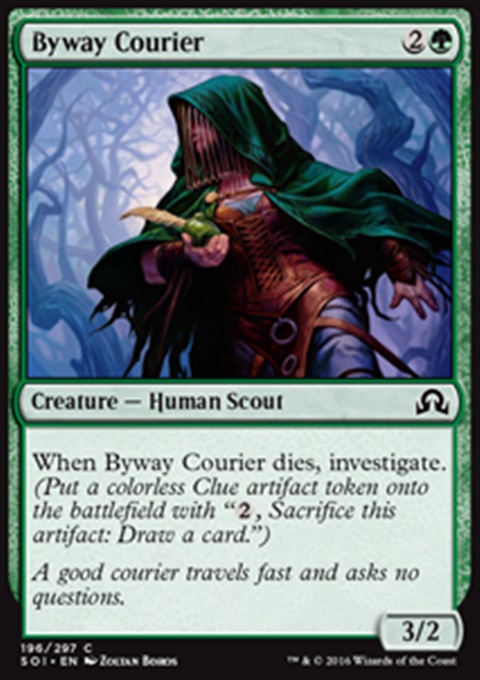 Byway Courier 2
Creature — Human Scout
When Byway Courier dies, investigate.
(Put a colorless Clue artifact token onto
the battlefield with “2, Sacrifice this
artifact: Draw a card.”)
A good courier travels fast and asks no
questions.
3/2
196/297 C
SOI • EN Zoltan Boros
™ & © 2016 Wizards of the Coast